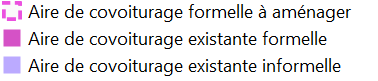 Aire de covoiturage formelle à aménager
Aire de covoiturage existante formelle
Aire de covoiturage existante informelle